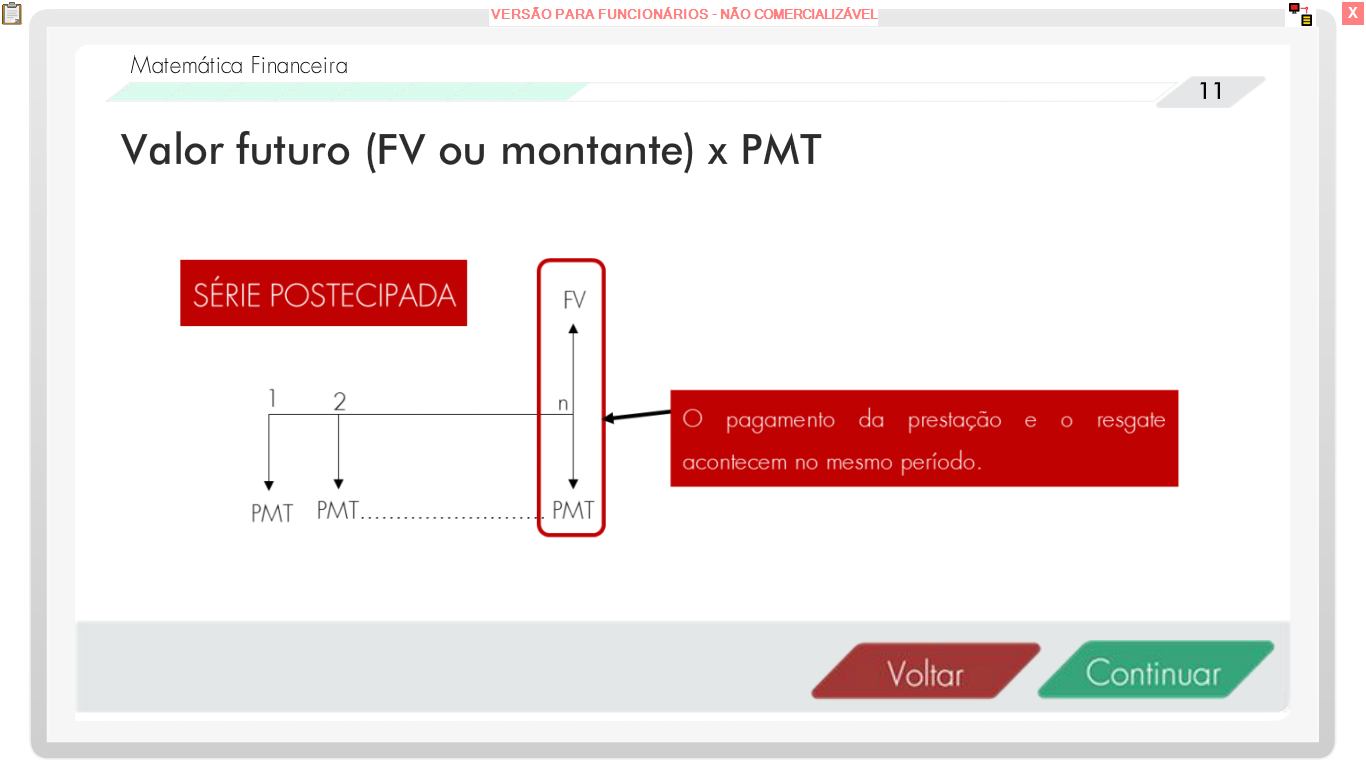 VERSÃO PARA FUNCIONÁRIOS - NÃO COMERCIALIZÁVEL
X
Matemática Financeira
11
Valor futuro (FV ou montante) x PMT
SÉRIE POSTECIPADA
FV
1
2
n
O pagamento da prestação e o resgate
acontecem no mesmo período.
PMT
PMT.......................... PMT
Voltar
Continuar